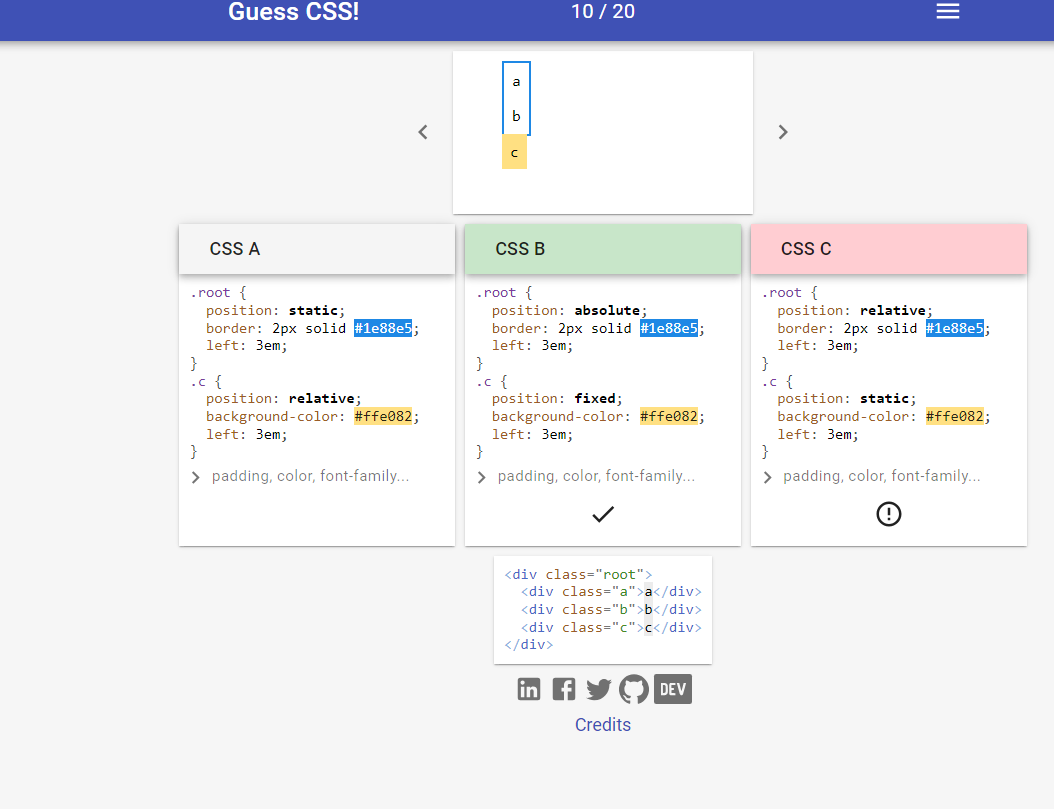 Guess CSS!
10 / 20
a
b
c
CSS A
.root {
  position: static;
  border: 2px solid #1e88e5;
  left: 3em;
}
.c {
  position: relative;
  background-color: #ffe082;
  left: 3em;
}
padding, color, font-family...
CSS B
.root {
  position: absolute;
  border: 2px solid #1e88e5;
  left: 3em;
}
.c {
  position: fixed;
  background-color: #ffe082;
  left: 3em;
}
padding, color, font-family...
CSS C
.root {
  position: relative;
  border: 2px solid #1e88e5;
  left: 3em;
}
.c {
  position: static;
  background-color: #ffe082;
  left: 3em;
}
padding, color, font-family...
<div class="root">
  <div class="a">a</div>
  <div class="b">b</div>
  <div class="c">c</div>
</div>
in
DEV
Credits